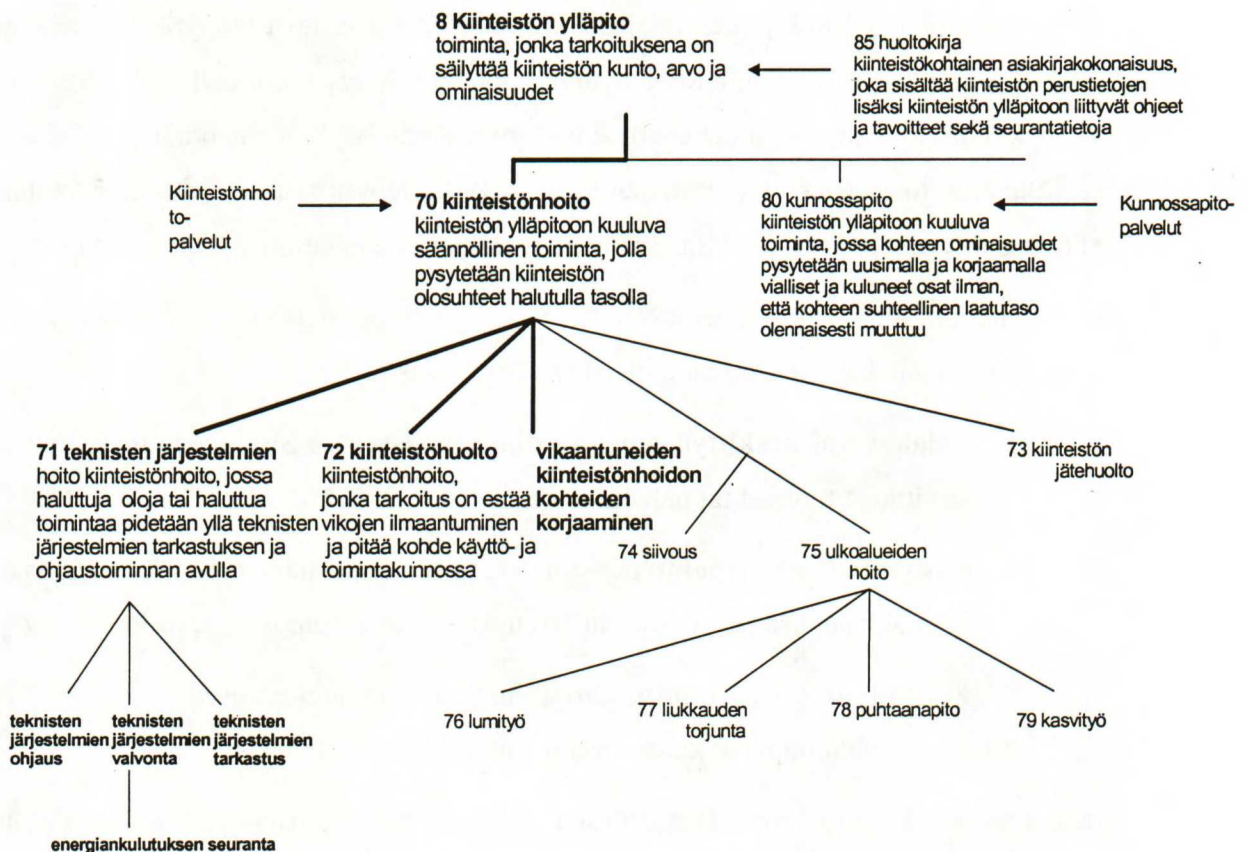 8 Kiinteistön ylläpito
toiminta, jonka tarkoituksena on
säilyttää kiinteistön kunto, arvo ja
ominaisuudet
85 huoltokirja
kiinteistökohtainen asiakirjakokonaisuus,
joka sisältää kiinteistön perustietojen
lisäksi kiinteistön ylläpitoon liittyvät ohjeet
ja tavoitteet sekä seurantatietoja
Kiinteistönhoi
to-
palvelut
70 kiinteistönhoito
kiinteistön ylläpitoon kuuluva
säännöllinen toiminta, jolla
pysytetään kiinteistön
olosuhteet halutulla tasolla
80 kunnossapito
kiinteistön ylläpitoon kuuluva
toiminta, jossa kohteen ominaisuudet
pysytetään uusimalla ja korjaamalla
vialliset ja kuluneet osat ilman,
että kohteen suhteellinen laatutaso
olennaisesti muuttuu
Kunnossapito-
palvelut
71 teknisten järjestelmien
hoito kiinteistönhoito, jossa
haluttuja oloja tai haluttua
toimintaa pidetään yllä teknisten
järjestelmien tarkastuksen ja
ohjaustoiminnan avulla
72 kiinteistöhuolto
kiinteistönhoito,
jonka tarkoitus on estää
vikojen ilmaantuminen
ja pitää kohde käyttö- ja
toimintakunnossa
vikaantuneiden
kiinteistönhoidon
kohteiden
korjaaminen
73 kiinteistön
jätehuolto
74 siivous
75 ulkoalueiden
hoito
teknisten
järjestelmien
ohjaus
teknisten
järjestelmien
valvonta
teknisten
järjestelmien
tarkastus
76 lumityö
77 liukkauden
torjunta
78 puhtaanapito
79 kasvityö
energiankulutuksen seuranta